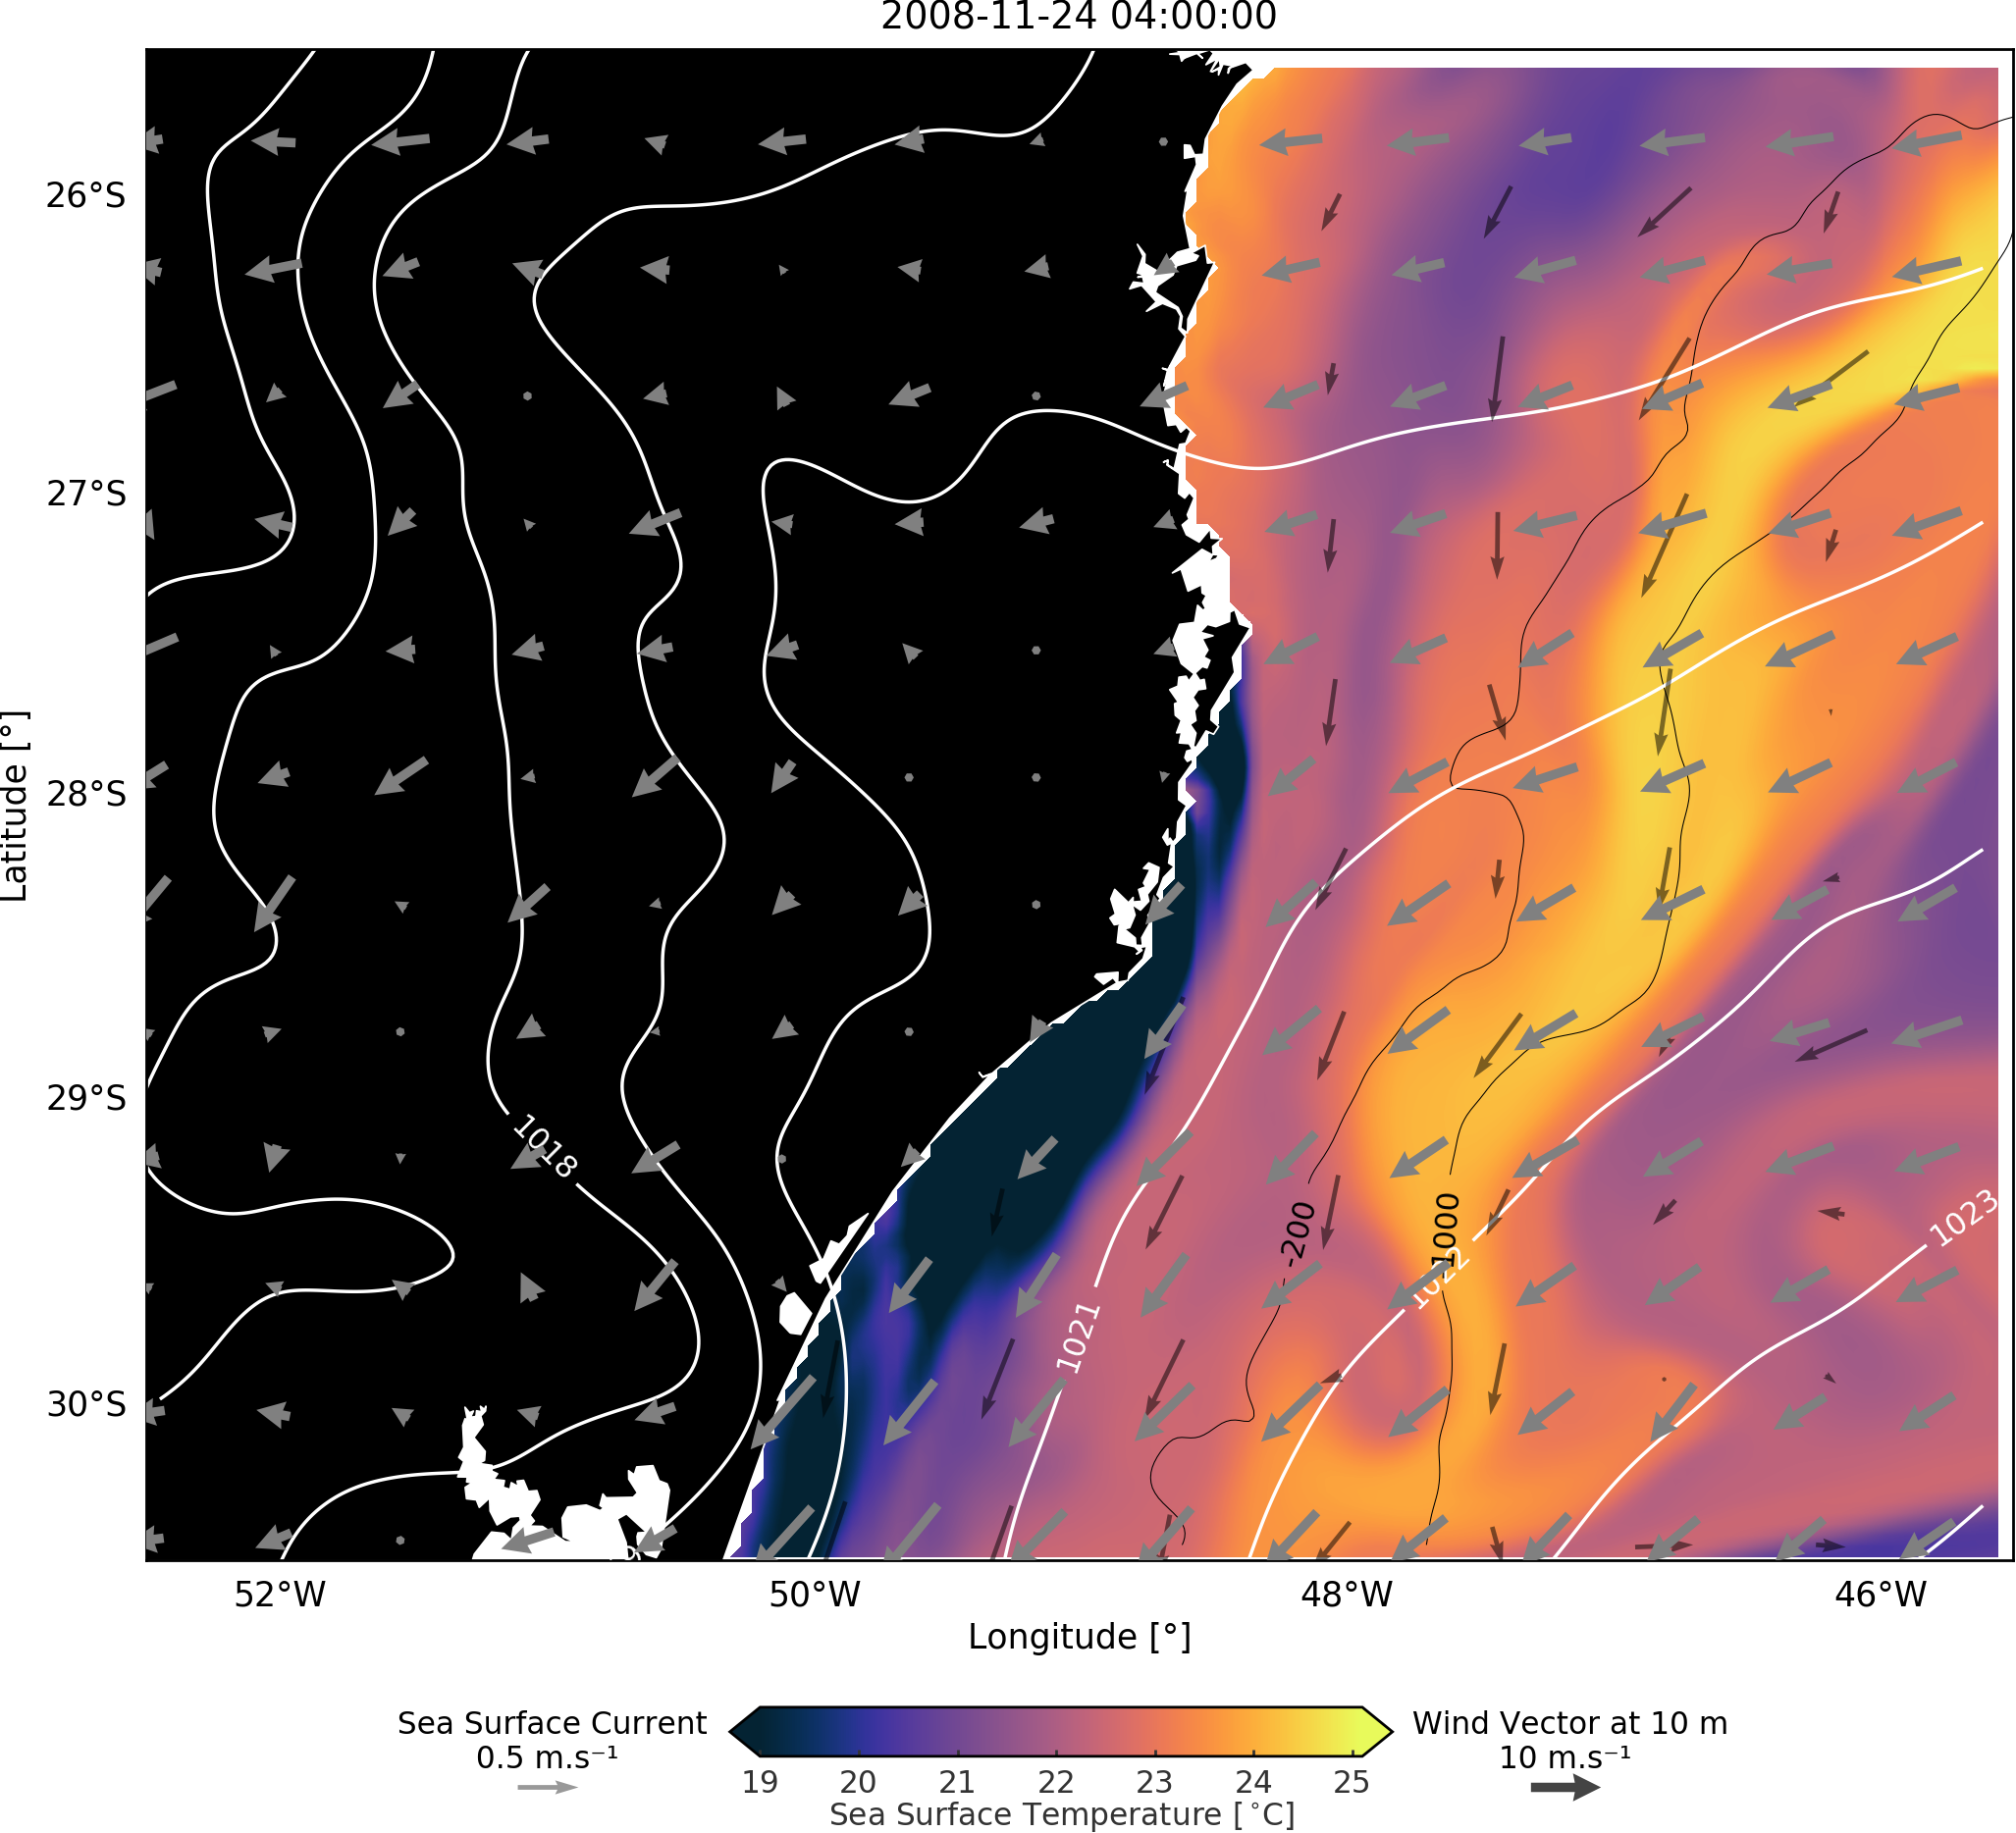 2008-11-24 04:00:00
26°S
27°S
28°S
29°S
30°S
Latitude [°]
1018
-200
-1000
1023
1022
1021
52°W
50°W
48°W
46°W
Longitude [°]
Sea Surface Current
0.5 m.s⁻¹
Wind Vector at 10 m
10 m.s⁻¹
19 20 21 22 23 24 25
Sea Surface Temperature [°C]